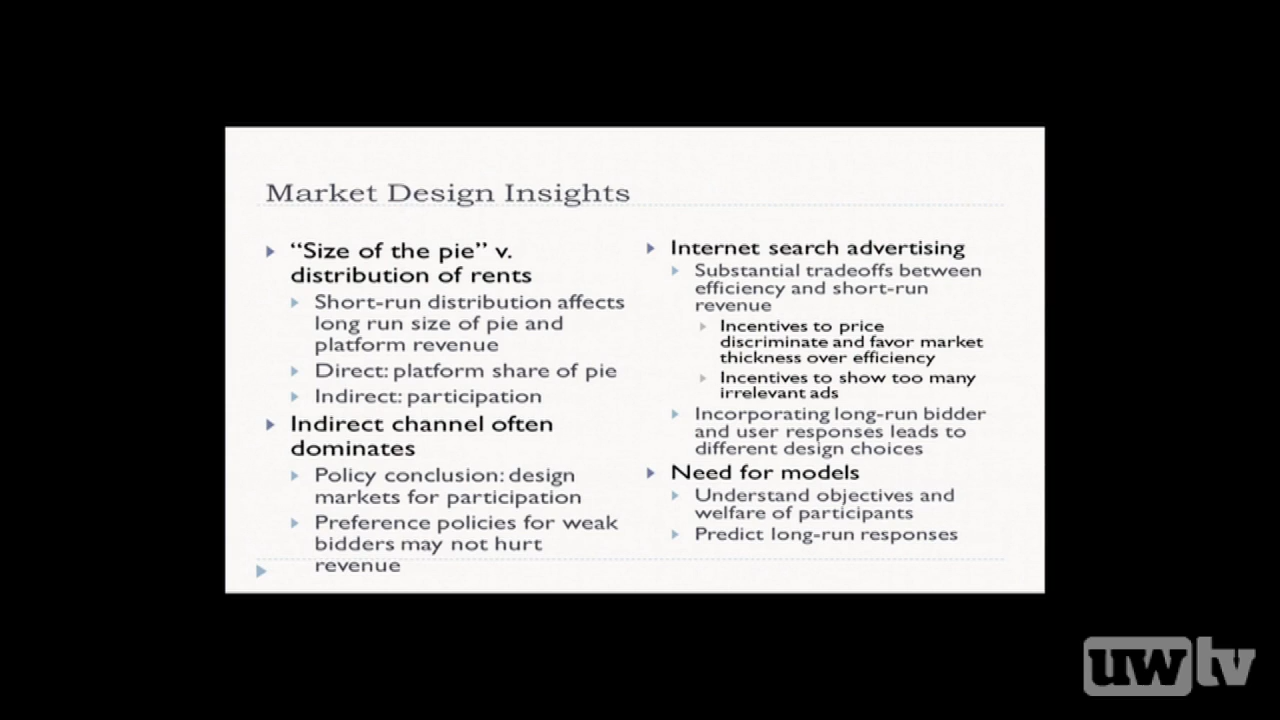 Market Design Insights
“Size of the pie” v.
distribution of rents
Short-run distribution affects
long run size of pie and
platform revenue
Direct: platform share of pie
Indirect: participation
Indirect channel often
dominates
Policy conclusion: design
markets for participation
Preference policies for weak
bidders may not hurt
revenue
Internet search advertising
Substantial tradeoffs between
efficiency and short-run
revenue
Incentives to price
discriminate and favor market
thickness over efficiency
Incentives to show too many
irrelevant ads
Incorporating long-run bidder
and user responses leads to
different design choices
Need for models
Understand objectives and
welfare of participants
Predict long-run responses
uwtv